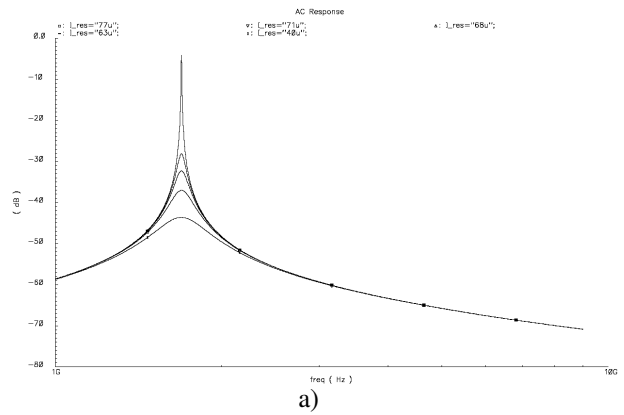 AC Response
▫: l_res="77u"; ▿: l_res="71u"; ▵: l_res="68u";
-: l_res="63u"; ▫: l_res="40u";
0.0
-10
-20
-30
-40
-50
-60
-70
-80
( dB )
1G 10G
freq ( Hz )
a)